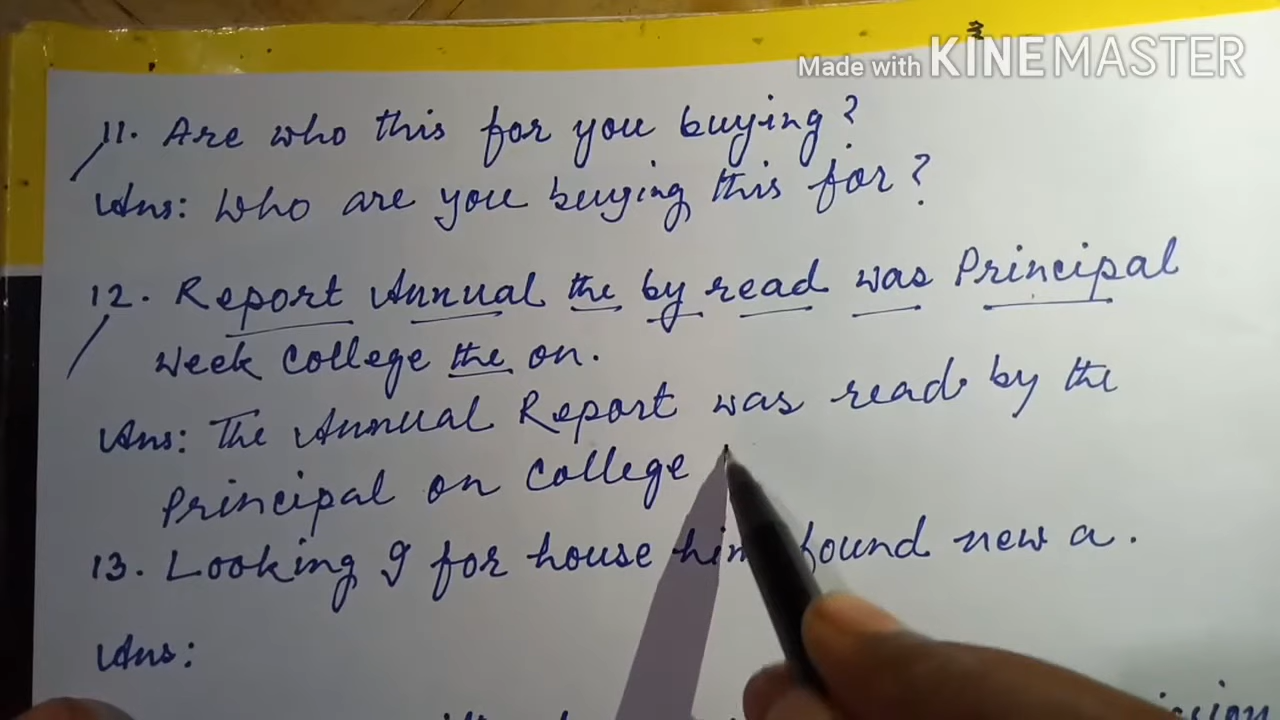 Made with KINEMASTER
11. Are who this for you buying?
Ans: Who are you buying this for?
12. Report Annual the by read was Principal
week college the on.
Ans: The Annual Report was read by the
Principal on College
13. Looking I for house him found new a.
Ans: